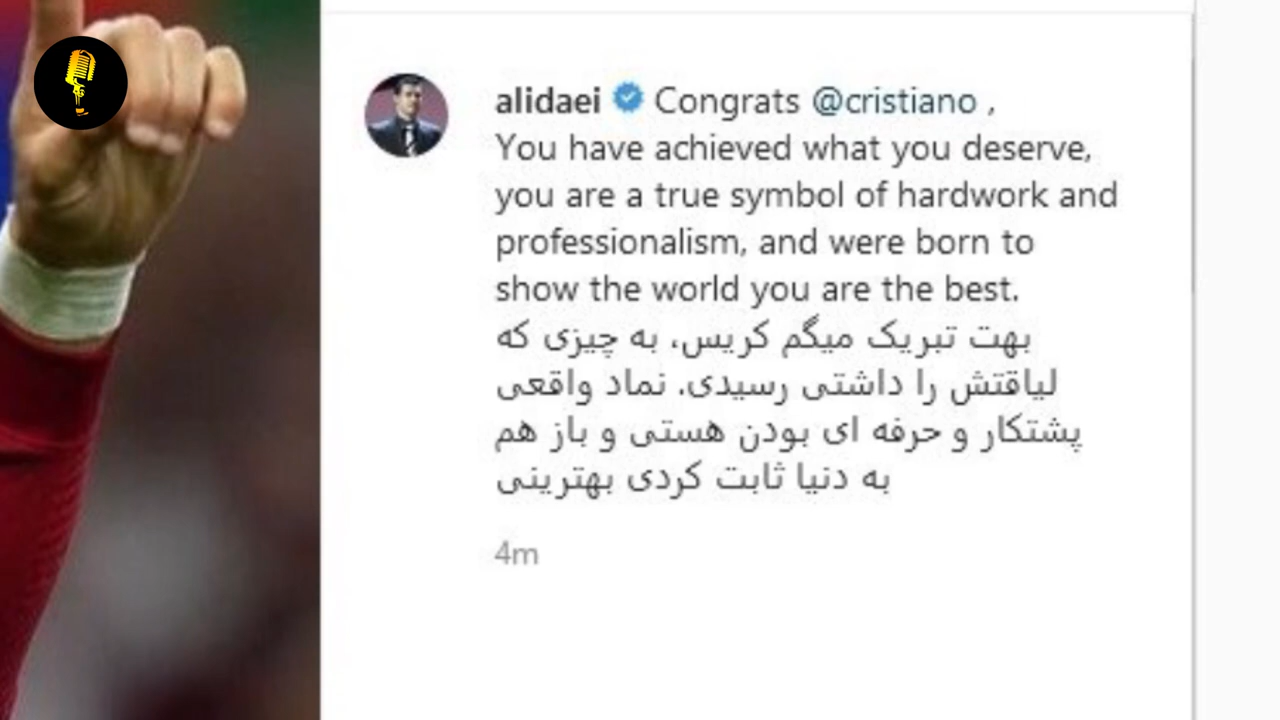 alidaei Congrats @cristiano ,
You have achieved what you deserve,
you are a true symbol of hardwork and
professionalism, and were born to
show the world you are the best.
بهت تبریک میگم کریس، به چیزی که
لیاقتش را داشتی رسیدی. نماد واقعی
پشتکار و حرفه ای بودن هستی و باز هم
به دنیا ثابت کردی بهترینی
4m